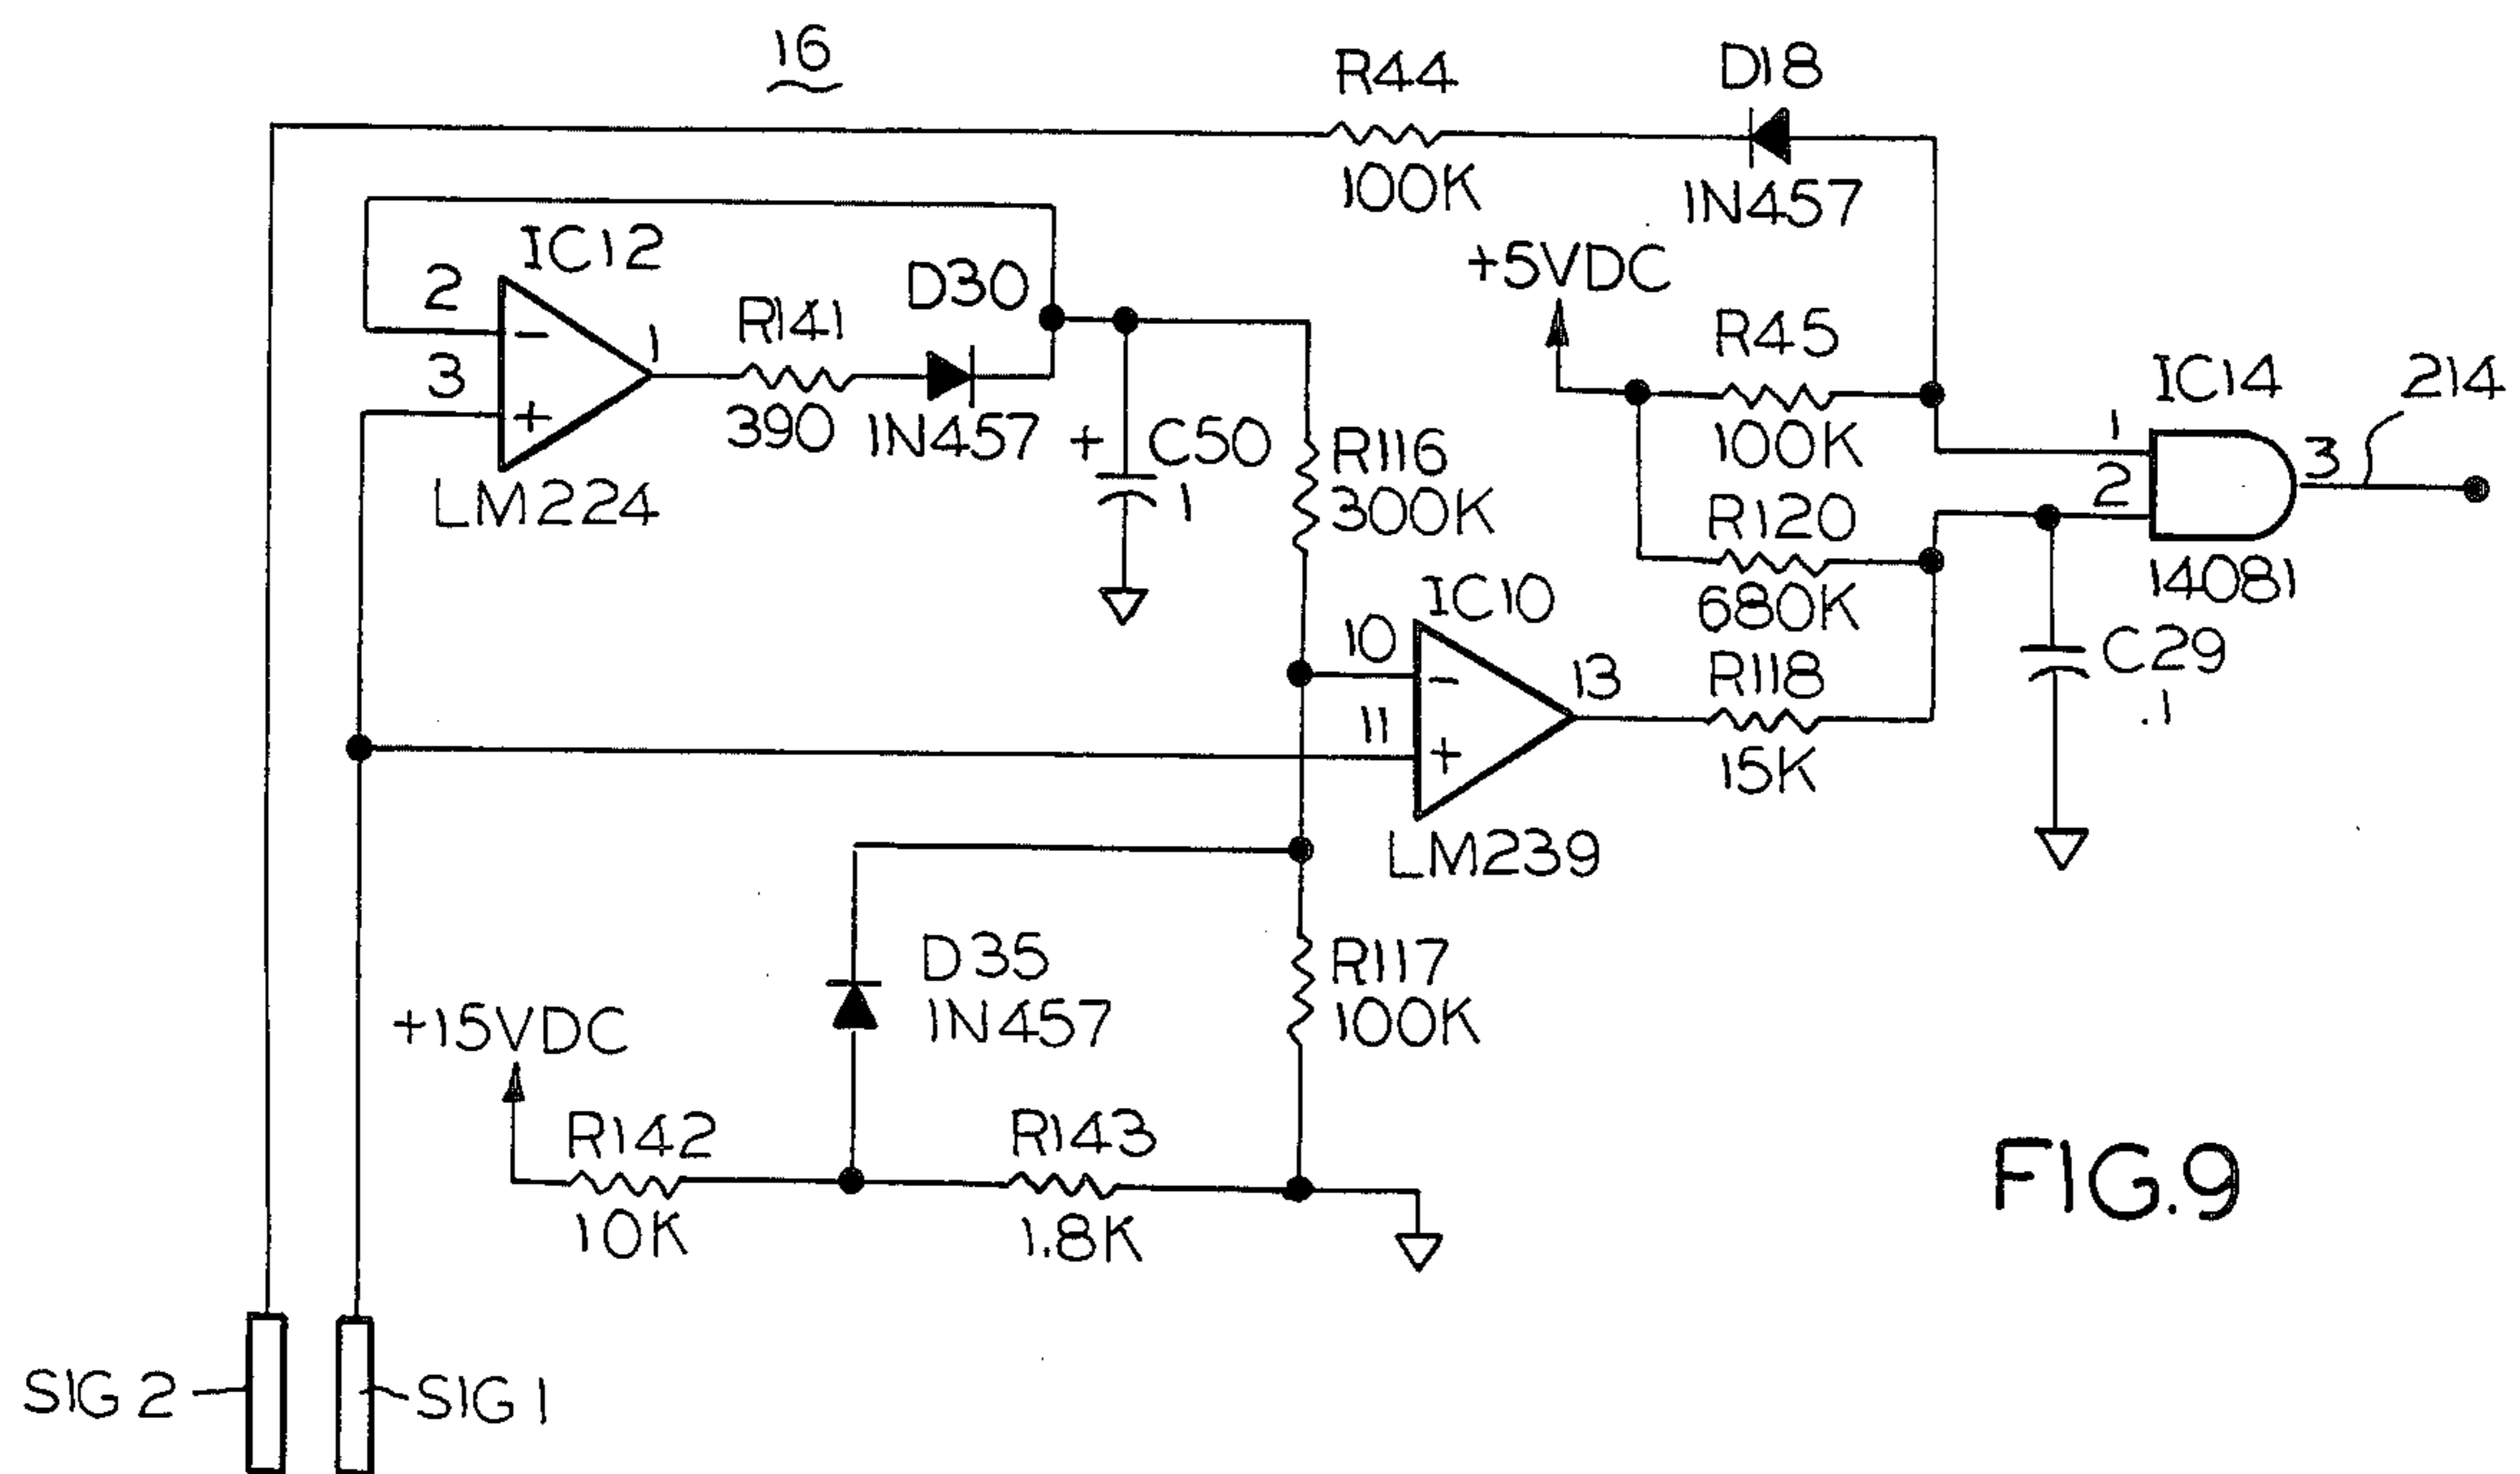 16
R44
100K
D18
1N457
IC12
2
-
3
+
1
LM224
R141
390
D30
1N457
+ C50
1
R116
300K
+5VDC
R45
100K
R120
680K
R118
15K
IC14
1
2
3
214
14081
C29
.1
IC10
10
-
11
+
13
LM239
D35
1N457
R117
100K
+15VDC
R142
10K
R143
1.8K
SIG 2
SIG 1
FIG.9